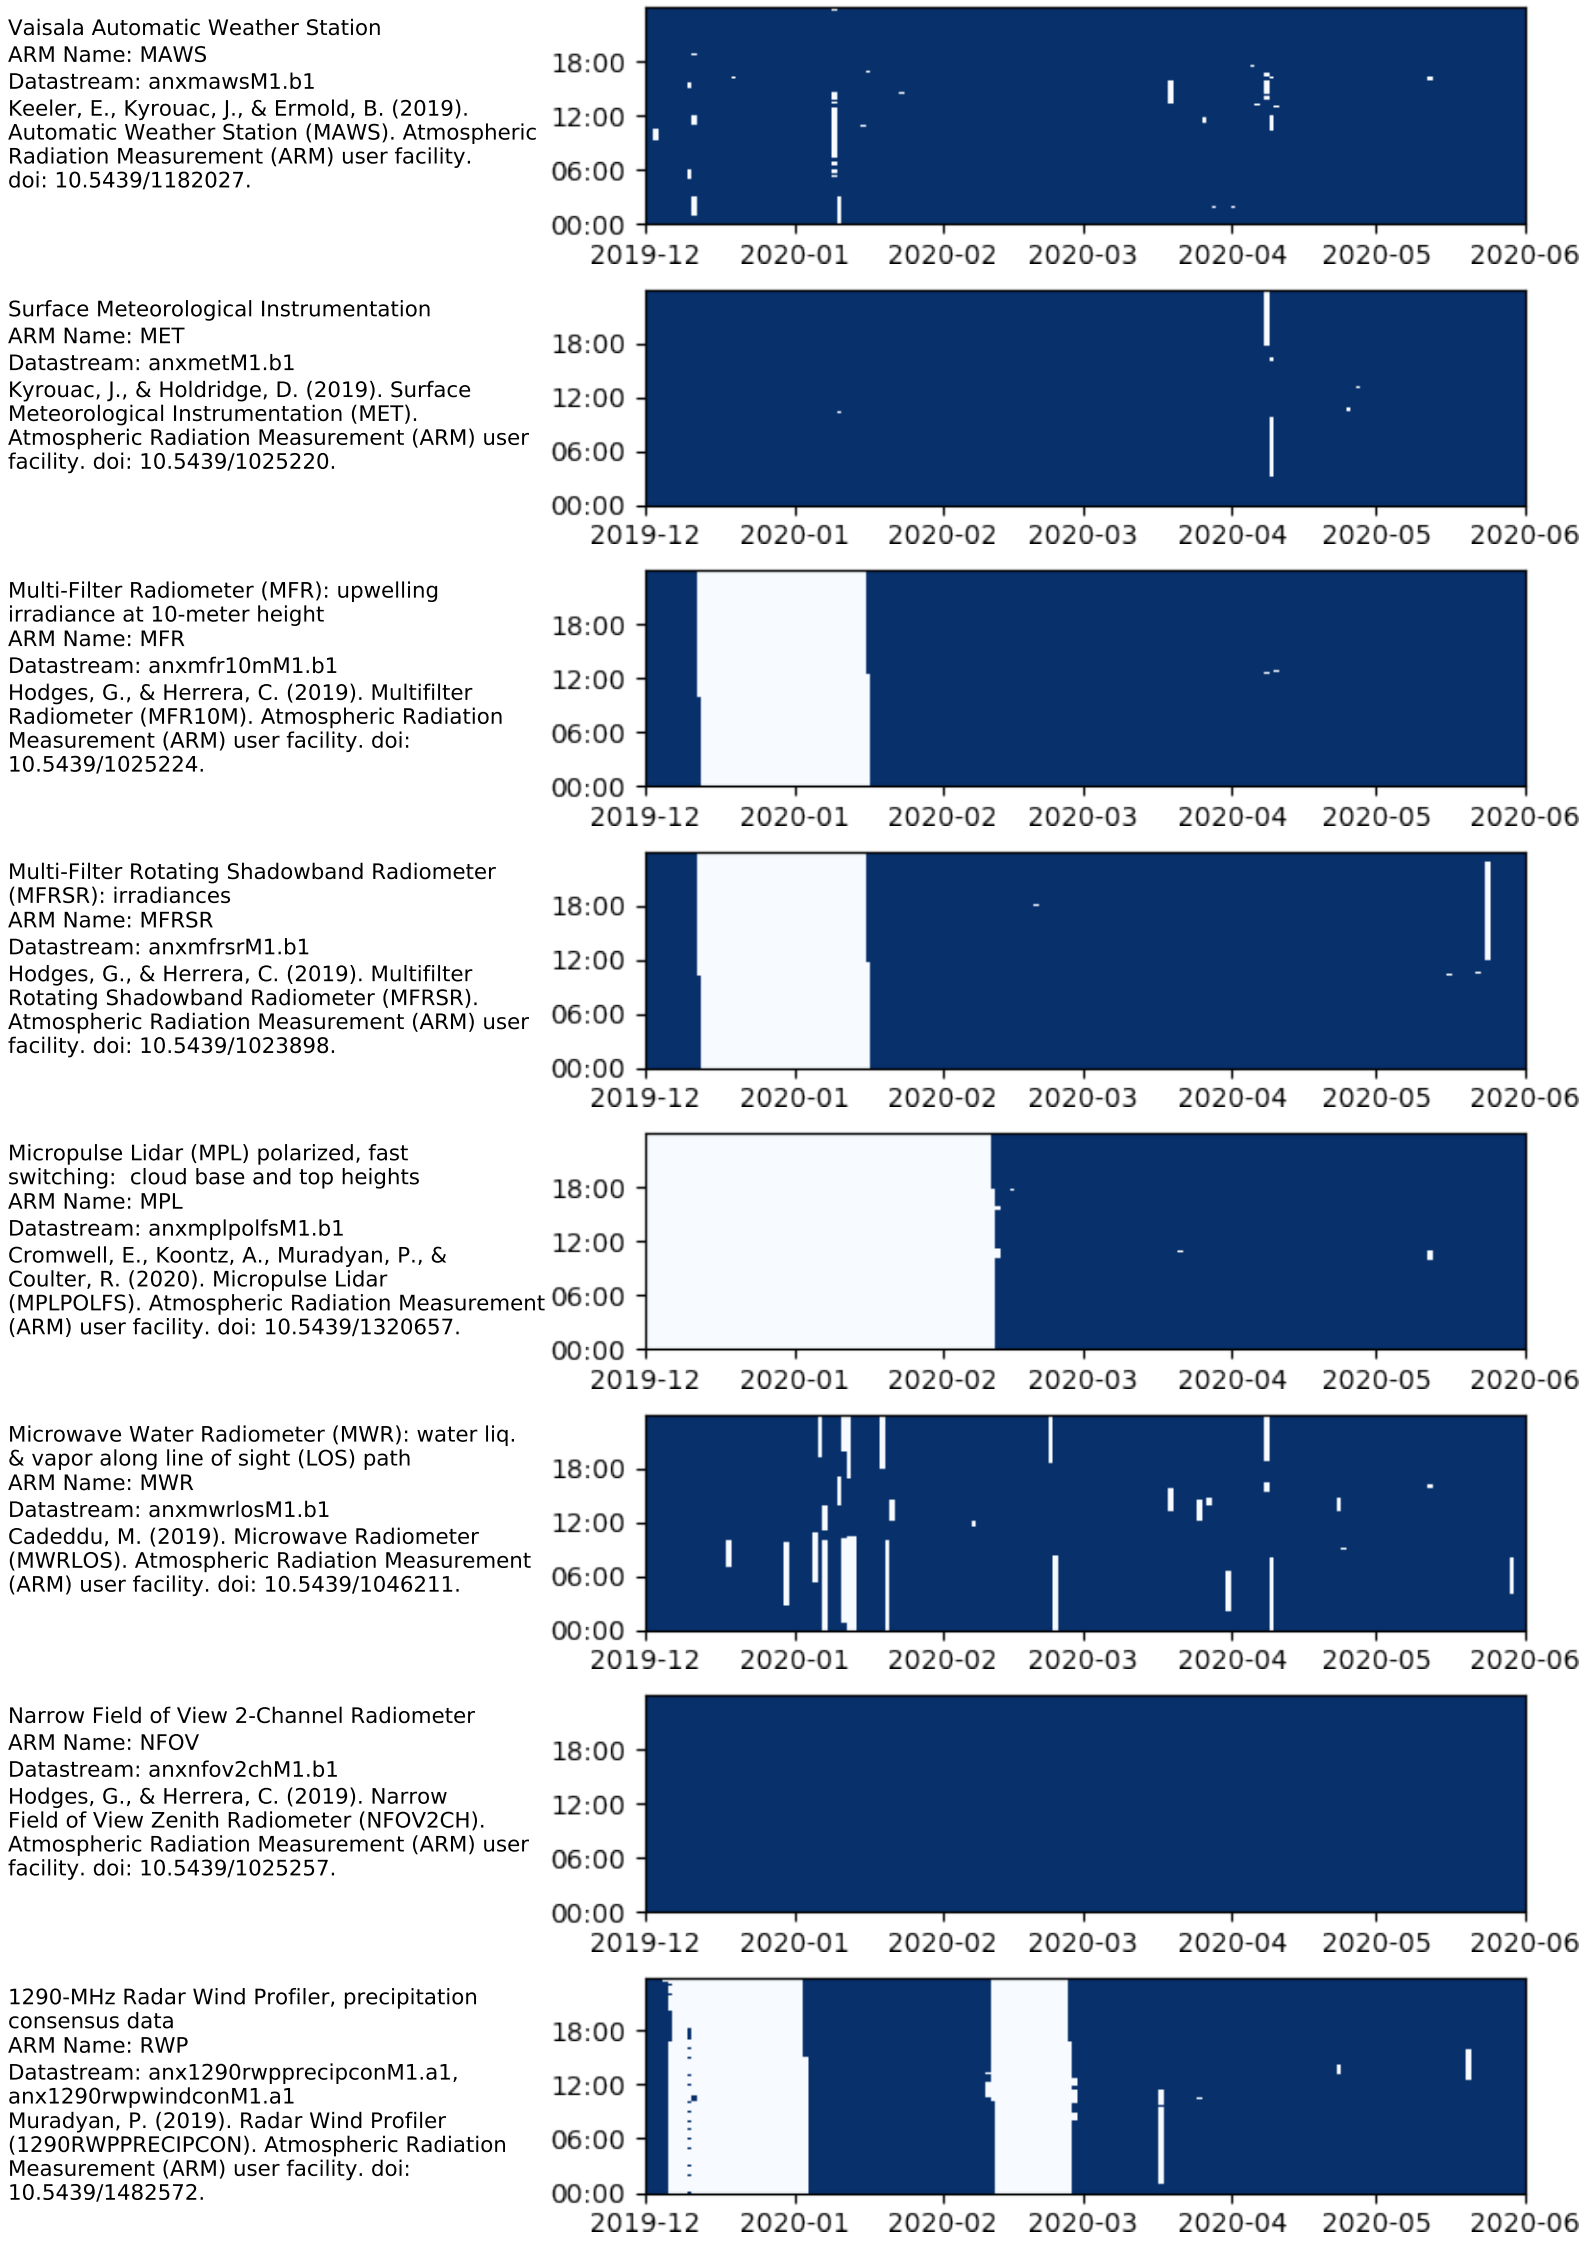 Vaisala Automatic Weather Station
ARM Name: MAWS
Datastream: anxmawsM1.b1
Keeler, E., Kyrouac, J., & Ermold, B. (2019).
Automatic Weather Station (MAWS). Atmospheric
Radiation Measurement (ARM) user facility.
doi: 10.5439/1182027.
18:00
12:00
06:00
00:00
2019-12 2020-01 2020-02 2020-03 2020-04 2020-05 2020-06
Surface Meteorological Instrumentation
ARM Name: MET
Datastream: anxmetM1.b1
Kyrouac, J., & Holdridge, D. (2019). Surface
Meteorological Instrumentation (MET).
Atmospheric Radiation Measurement (ARM) user
facility. doi: 10.5439/1025220.
18:00
12:00
06:00
00:00
2019-12 2020-01 2020-02 2020-03 2020-04 2020-05 2020-06
Multi-Filter Radiometer (MFR): upwelling
irradiance at 10-meter height
ARM Name: MFR
Datastream: anxmfr10mM1.b1
Hodges, G., & Herrera, C. (2019). Multifilter
Radiometer (MFR10M). Atmospheric Radiation
Measurement (ARM) user facility. doi:
10.5439/1025224.
18:00
12:00
06:00
00:00
2019-12 2020-01 2020-02 2020-03 2020-04 2020-05 2020-06
Multi-Filter Rotating Shadowband Radiometer
(MFRSR): irradiances
ARM Name: MFRSR
Datastream: anxmfrsrM1.b1
Hodges, G., & Herrera, C. (2019). Multifilter
Rotating Shadowband Radiometer (MFRSR).
Atmospheric Radiation Measurement (ARM) user
facility. doi: 10.5439/1023898.
18:00
12:00
06:00
00:00
2019-12 2020-01 2020-02 2020-03 2020-04 2020-05 2020-06
Micropulse Lidar (MPL) polarized, fast
switching:  cloud base and top heights
ARM Name: MPL
Datastream: anxmplpolfsM1.b1
Cromwell, E., Koontz, A., Muradyan, P., &
Coulter, R. (2020). Micropulse Lidar
(MPLPOLFS). Atmospheric Radiation Measurement
(ARM) user facility. doi: 10.5439/1320657.
18:00
12:00
06:00
00:00
2019-12 2020-01 2020-02 2020-03 2020-04 2020-05 2020-06
Microwave Water Radiometer (MWR): water liq.
& vapor along line of sight (LOS) path
ARM Name: MWR
Datastream: anxmwrlosM1.b1
Cadeddu, M. (2019). Microwave Radiometer
(MWRLOS). Atmospheric Radiation Measurement
(ARM) user facility. doi: 10.5439/1046211.
18:00
12:00
06:00
00:00
2019-12 2020-01 2020-02 2020-03 2020-04 2020-05 2020-06
Narrow Field of View 2-Channel Radiometer
ARM Name: NFOV
Datastream: anxnfov2chM1.b1
Hodges, G., & Herrera, C. (2019). Narrow
Field of View Zenith Radiometer (NFOV2CH).
Atmospheric Radiation Measurement (ARM) user
facility. doi: 10.5439/1025257.
18:00
12:00
06:00
00:00
2019-12 2020-01 2020-02 2020-03 2020-04 2020-05 2020-06
1290-MHz Radar Wind Profiler, precipitation
consensus data
ARM Name: RWP
Datastream: anx1290rwpprecipconM1.a1,
anx1290rwpwindconM1.a1
Muradyan, P. (2019). Radar Wind Profiler
(1290RWPPRECIPCON). Atmospheric Radiation
Measurement (ARM) user facility. doi:
10.5439/1482572.
18:00
12:00
06:00
00:00
2019-12 2020-01 2020-02 2020-03 2020-04 2020-05 2020-06